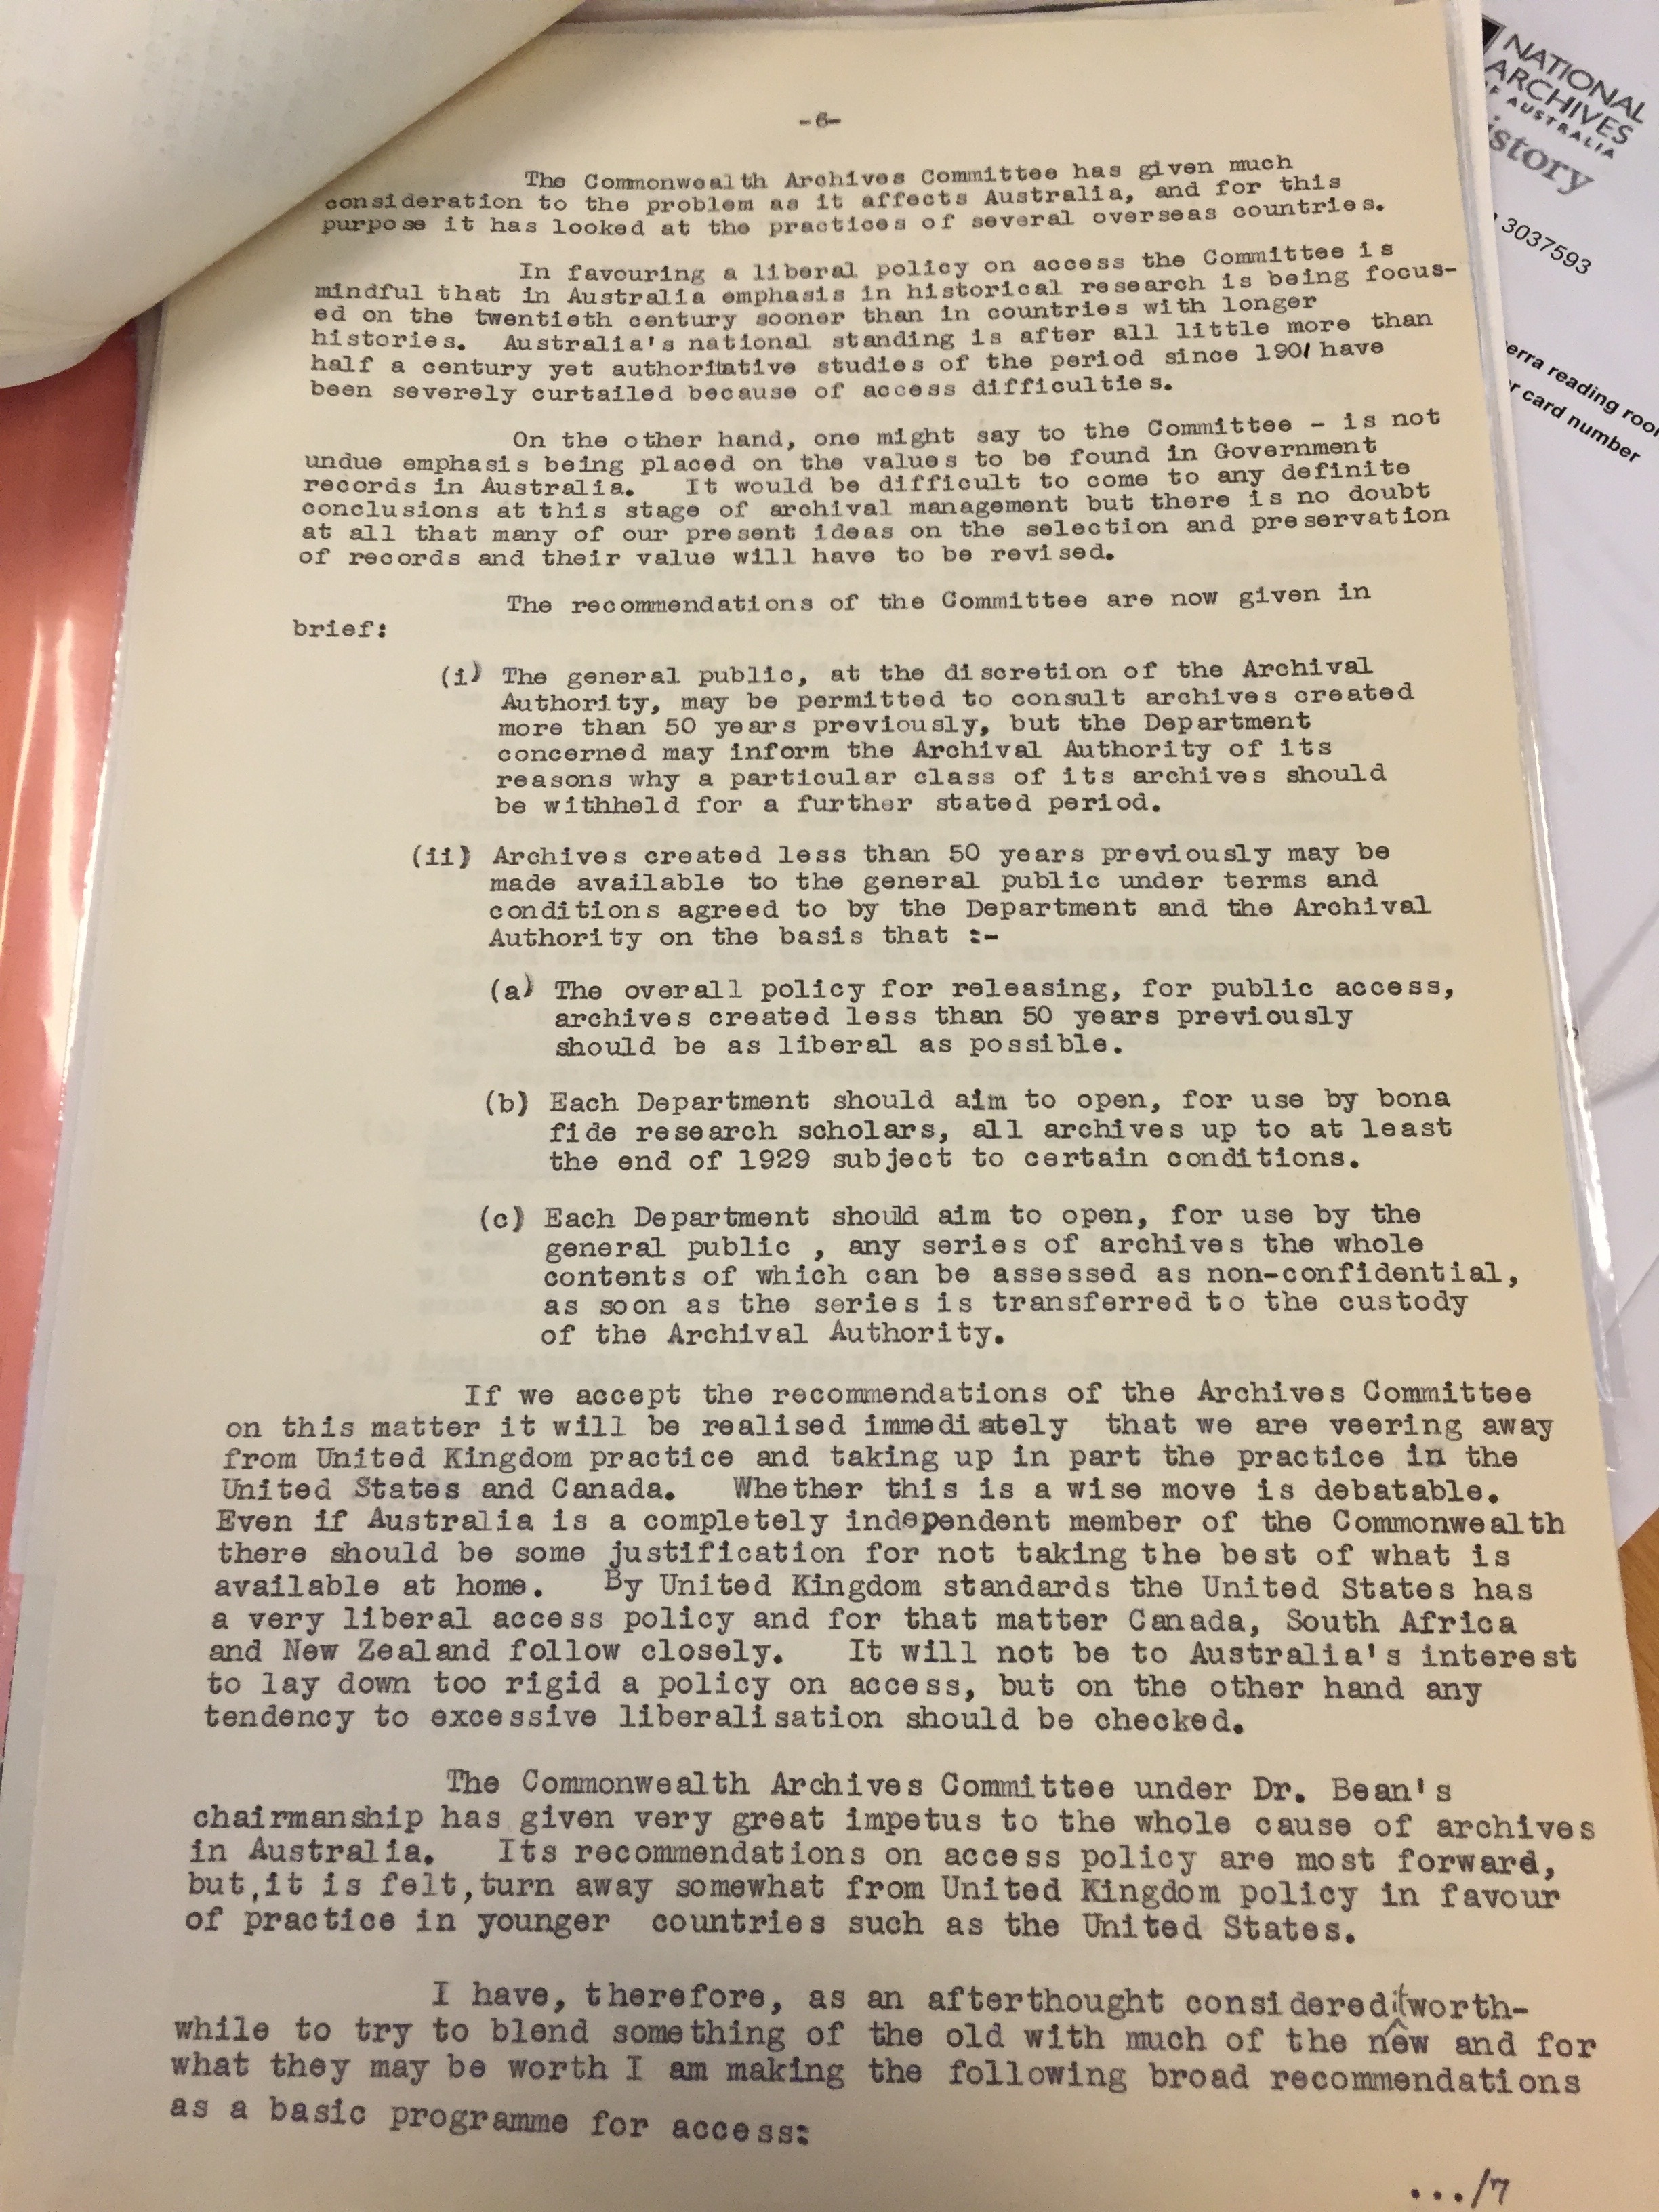 -6-
The Commonwealth Archives Committee has given much
consideration to the problem as it affects Australia, and for this
purpose it has looked at the practices of several overseas countries.
In favouring a liberal policy on access the Committee is
mindful that in Australia emphasis in historical research is being focus-
ed on the twentieth century sooner than in countries with longer
histories. Australia's national standing is after all little more than
half a century yet authoritative studies of the period since 1901 have
been severely curtailed because of access difficulties.
On the other hand, one might say to the Committee - is not
undue emphasis being placed on the values to be found in Government
records in Australia. It would be difficult to come to any definite
conclusions at this stage of archival management but there is no doubt
at all that many of our present ideas on the selection and preservation
of records and their value will have to be revised.
The recommendations of the Committee are now given in
brief:
(i) The general public, at the discretion of the Archival
Authority, may be permitted to consult archives created
more than 50 years previously, but the Department
concerned may inform the Archival Authority of its
reasons why a particular class of its archives should
be withheld for a further stated period.
(ii) Archives created less than 50 years previously may be
made available to the general public under terms and
conditions agreed to by the Department and the Archival
Authority on the basis that :-
(a) The overall policy for releasing, for public access,
archives created less than 50 years previously
should be as liberal as possible.
(b) Each Department should aim to open, for use by bona
fide research scholars, all archives up to at least
the end of 1929 subject to certain conditions.
(c) Each Department should aim to open, for use by the
general public , any series of archives the whole
contents of which can be assessed as non-confidential,
as soon as the series is transferred to the custody
of the Archival Authority.
If we accept the recommendations of the Archives Committee
on this matter it will be realised immediately that we are veering away
from United Kingdom practice and taking up in part the practice in the
United States and Canada. Whether this is a wise move is debatable.
Even if Australia is a completely independent member of the Commonwealth
there should be some justification for not taking the best of what is
available at home. By United Kingdom standards the United States has
a very liberal access policy and for that matter Canada, South Africa
and New Zealand follow closely. It will not be to Australia's interest
to lay down too rigid a policy on access, but on the other hand any
tendency to excessive liberalisation should be checked.
The Commonwealth Archives Committee under Dr. Bean's
chairmanship has given very great impetus to the whole cause of archives
in Australia. Its recommendations on access policy are most forward,
but, it is felt, turn away somewhat from United Kingdom policy in favour
of practice in younger countries such as the United States.
I have, therefore, as an afterthought considered it worth-
while to try to blend something of the old with much of the new and for
what they may be worth I am making the following broad recommendations
as a basic programme for access:
.../7
NATIONAL
ARCHIVES
OF AUSTRALIA
istory
3037593
erra reading roo
r card number